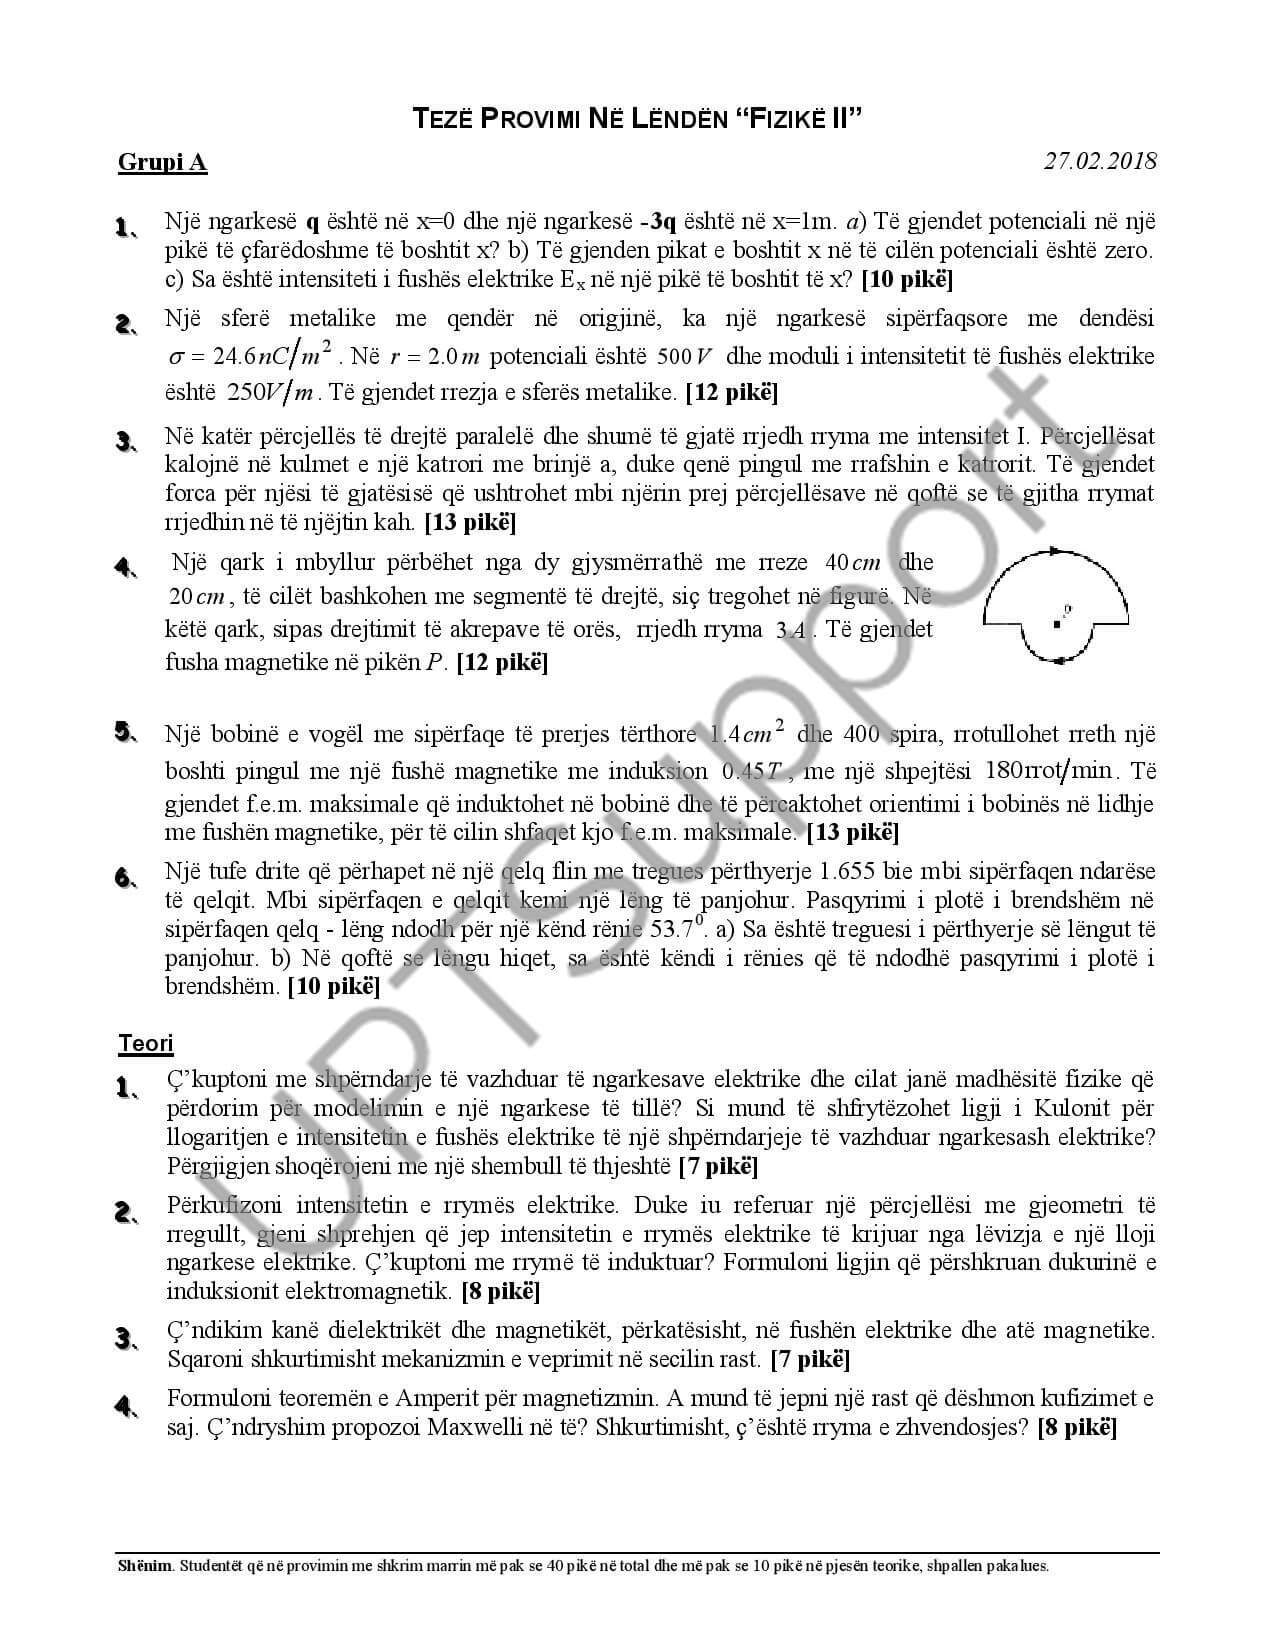 TEZË PROVIMI NË LËNDËN “FIZIKË II”
Grupi A 27.02.2018
1. Një ngarkesë q është në x=0 dhe një ngarkesë -3q është në x=1m. a) Të gjendet potenciali në një
pikë të çfarëdoshme të boshtit x? b) Të gjenden pikat e boshtit x në të cilën potenciali është zero.
c) Sa është intensiteti i fushës elektrike Ex në një pikë të boshtit të x? [10 pikë]
2. Një sferë metalike me qendër në origjinë, ka një ngarkesë sipërfaqsore me dendësi
σ = 24.6nC/m². Në r = 2.0m potenciali është 500V dhe moduli i intensitetit të fushës elektrike
është 250V/m. Të gjendet rrezja e sferës metalike. [12 pikë]
3. Në katër përcjellës të drejtë paralelë dhe shumë të gjatë rrjedh rryma me intensitet I. Përcjellësat
kalojnë në kulmet e një katrori me brinjë a, duke qenë pingul me rrafshin e katrorit. Të gjendet
forca për njësi të gjatësisë që ushtrohet mbi njërin prej përcjellësave në qoftë se të gjitha rrymat
rrjedhin në të njëjtin kah. [13 pikë]
4. Një qark i mbyllur përbëhet nga dy gjysmërrathë me rreze 40cm dhe
20cm, të cilët bashkohen me segmentë të drejtë, siç tregohet në figurë. Në
këtë qark, sipas drejtimit të akrepave të orës, rrjedh rryma 3A. Të gjendet
fusha magnetike në pikën P. [12 pikë]
P
5. Një bobinë e vogël me sipërfaqe të prerjes tërthore 1.4cm² dhe 400 spira, rrotullohet rreth një
boshti pingul me një fushë magnetike me induksion 0.45T, me një shpejtësi 180rrot/min. Të
gjendet f.e.m. maksimale që induktohet në bobinë dhe të përcaktohet orientimi i bobinës në lidhje
me fushën magnetike, për të cilin shfaqet kjo f.e.m. maksimale. [13 pikë]
6. Një tufe drite që përhapet në një qelq flin me tregues përthyerje 1.655 bie mbi sipërfaqen ndarëse
të qelqit. Mbi sipërfaqen e qelqit kemi një lëng të panjohur. Pasqyrimi i plotë i brendshëm në
sipërfaqen qelq - lëng ndodh për një kënd rënie 53.7⁰. a) Sa është treguesi i përthyerje së lëngut të
panjohur. b) Në qoftë se lëngu hiqet, sa është këndi i rënies që të ndodhë pasqyrimi i plotë i
brendshëm. [10 pikë]
Teori
1. Ç’kuptoni me shpërndarje të vazhduar të ngarkesave elektrike dhe cilat janë madhësitë fizike që
përdorim për modelimin e një ngarkese të tillë? Si mund të shfrytëzohet ligji i Kulonit për
llogaritjen e intensitetin e fushës elektrike të një shpërndarjeje të vazhduar ngarkesash elektrike?
Përgjigjen shoqërojeni me një shembull të thjeshtë [7 pikë]
2. Përkufizoni intensitetin e rrymës elektrike. Duke iu referuar një përcjellësi me gjeometri të
rregullt, gjeni shprehjen që jep intensitetin e rrymës elektrike të krijuar nga lëvizja e një lloji
ngarkese elektrike. Ç’kuptoni me rrymë të induktuar? Formuloni ligjin që përshkruan dukurinë e
induksionit elektromagnetik. [8 pikë]
3. Ç’ndikim kanë dielektrikët dhe magnetikët, përkatësisht, në fushën elektrike dhe atë magnetike.
Sqaroni shkurtimisht mekanizmin e veprimit në secilin rast. [7 pikë]
4. Formuloni teoremën e Amperit për magnetizmin. A mund të jepni një rast që dëshmon kufizimet e
saj. Ç’ndryshim propozoi Maxwelli në të? Shkurtimisht, ç’është rryma e zhvendosjes? [8 pikë]
Shënim. Studentët që në provimin me shkrim marrin më pak se 40 pikë në total dhe më pak se 10 pikë në pjesën teorike, shpallen pakalues.
UPTSupport